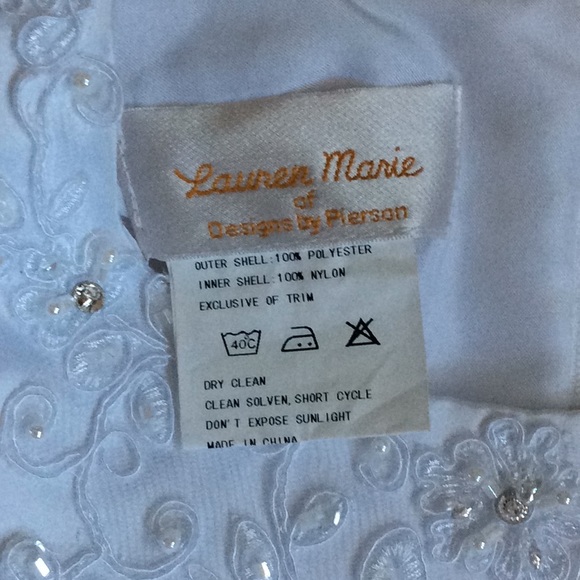 Lauren Marie
of
Designs by Pierson
OUTER SHELL:100% POLYESTER
INNER SHELL:100% NYLON
EXCLUSIVE OF TRIM
40C
DRY CLEAN
CLEAN SOLVEN,SHORT CYCLE
DON'T EXPOSE SUNLIGHT
MADE IN CHINA